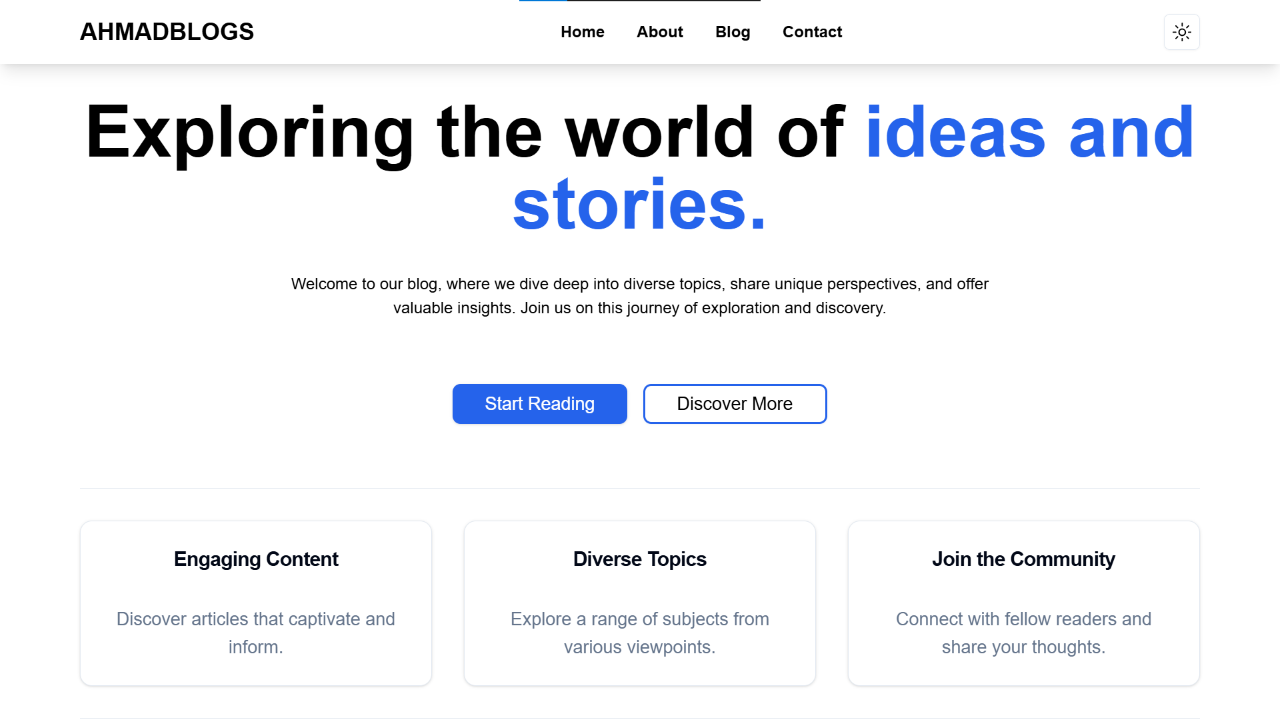 AHMADBLOGS
Home
About
Blog
Contact
Exploring the world of ideas and
stories.
Welcome to our blog, where we dive deep into diverse topics, share unique perspectives, and offer
valuable insights. Join us on this journey of exploration and discovery.
Start Reading
Discover More
Engaging Content
Discover articles that captivate and
inform.
Diverse Topics
Explore a range of subjects from
various viewpoints.
Join the Community
Connect with fellow readers and
share your thoughts.